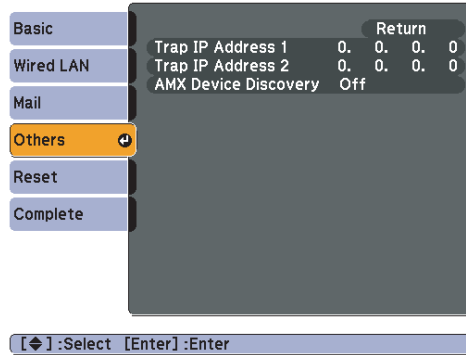 Basic
Wired LAN
Mail
Others
Reset
Complete
Return
Trap IP Address 1 0. 0. 0. 0
Trap IP Address 2 0. 0. 0. 0
AMX Device Discovery Off
[◆] :Select [Enter] :Enter